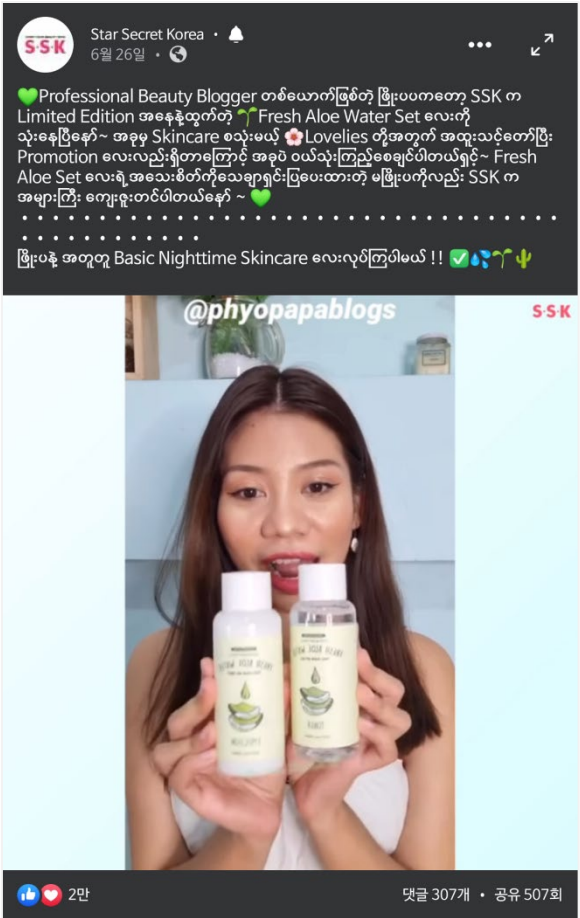 S·S·K
Star Secret Korea ·
6월 26일 ·
💚Professional Beauty Blogger တစ်ယောက်ဖြစ်တဲ့ ဖြိုးပပကတော့ SSK က
Limited Edition အနေနဲ့ထွက်တဲ့ 🌱Fresh Aloe Water Set လေးကို
သုံးနေပြီနော်~ အခုမှ Skincare စသုံးမယ့် 🌸Lovelies တို့အတွက် အထူးသင့်တော်ပြီး
Promotion လေးလည်းရှိတာကြောင့် အခုပဲ ဝယ်သုံးကြည့်စေချင်ပါတယ်ရှင့်~ Fresh
Aloe Set လေးရဲ့အသေးစိတ်ကိုသေချာရှင်းပြပေးထားတဲ့ မဖြိုးပကိုလည်း SSK က
အများကြီး ကျေးဇူးတင်ပါတယ်နော် ~ 💚
• • • • • • • • • • • • • • • • • • • • • • • • • • • • • •
• • • • • • • • • • •
ဖြိုးပနဲ့ အတူတူ Basic Nighttime Skincare လေးလုပ်ကြပါမယ် !! ✅💦🌱🌵
@phyopapablogs
S·S·K
2만
댓글 307개 • 공유 507회